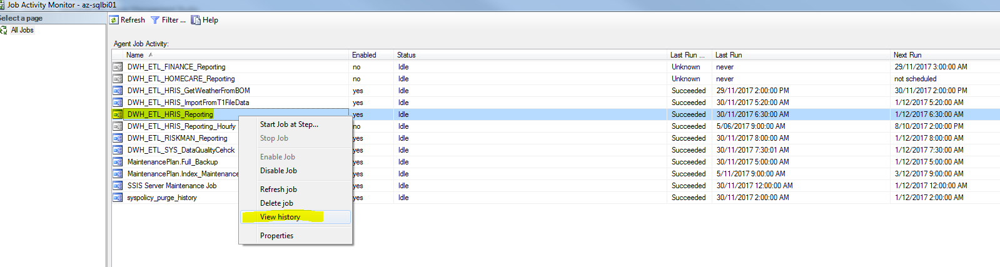 Job Activity Monitor - az-sqlbi01
Select a page
All Jobs
Refresh Filter ... Help
Agent Job Activity:
Name Enabled Status Last Run ... Last Run Next Run
DWH_ETL_FINANCE_Reporting no Idle Unknown never 29/11/2017 3:00:00 AM
DWH_ETL_HOMECARE_Reporting no Idle Unknown never not scheduled
DWH_ETL_HRIS_GetWeatherFromBOM yes Idle Succeeded 29/11/2017 2:00:00 PM 30/11/2017 2:00:00 PM
DWH_ETL_HRIS_ImportFromT1FileData yes Idle Succeeded 30/11/2017 5:20:00 AM 1/12/2017 5:20:00 AM
DWH_ETL_HRIS_Reporting yes Idle Succeeded 30/11/2017 6:30:00 AM 1/12/2017 6:30:00 AM
DWH_ETL_HRIS_Reporting_Hourly no Idle Succeeded 5/06/2017 9:00:00 AM 8/10/2017 2:00:00 PM
DWH_ETL_RISKMAN_Reporting yes Idle Succeeded 30/11/2017 8:00:00 AM 1/12/2017 8:00:00 AM
DWH_ETL_SYS_DataQualityCehck yes Idle Succeeded 30/11/2017 7:30:01 AM 1/12/2017 7:30:00 AM
MaintenancePlan.Full_Backup yes Idle Succeeded 30/11/2017 5:00:00 AM 1/12/2017 5:00:00 AM
MaintenancePlan.Index_Maintenance yes Idle Succeeded 5/11/2017 9:00:00 AM 3/12/2017 9:00:00 AM
SSIS Server Maintenance Job yes Idle Succeeded 30/11/2017 12:00:00 AM 1/12/2017 12:00:00 AM
syspolicy_purge_history yes Idle Succeeded 30/11/2017 2:00:00 AM 1/12/2017 2:00:00 AM
Start Job at Step...
Stop Job
Enable Job
Disable Job
Refresh job
Delete job
View history
Properties